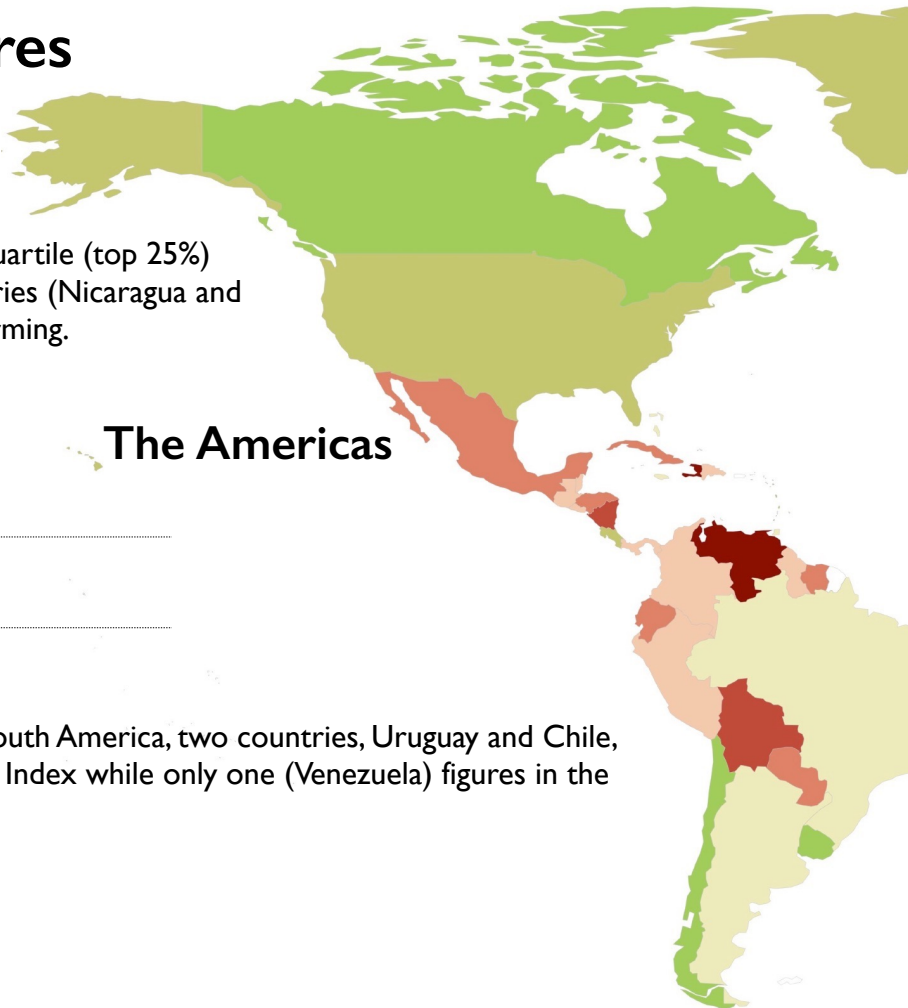 res
uartile (top 25%)
ries (Nicaragua and
rming.
The Americas
outh America, two countries, Uruguay and Chile,
Index while only one (Venezuela) figures in the